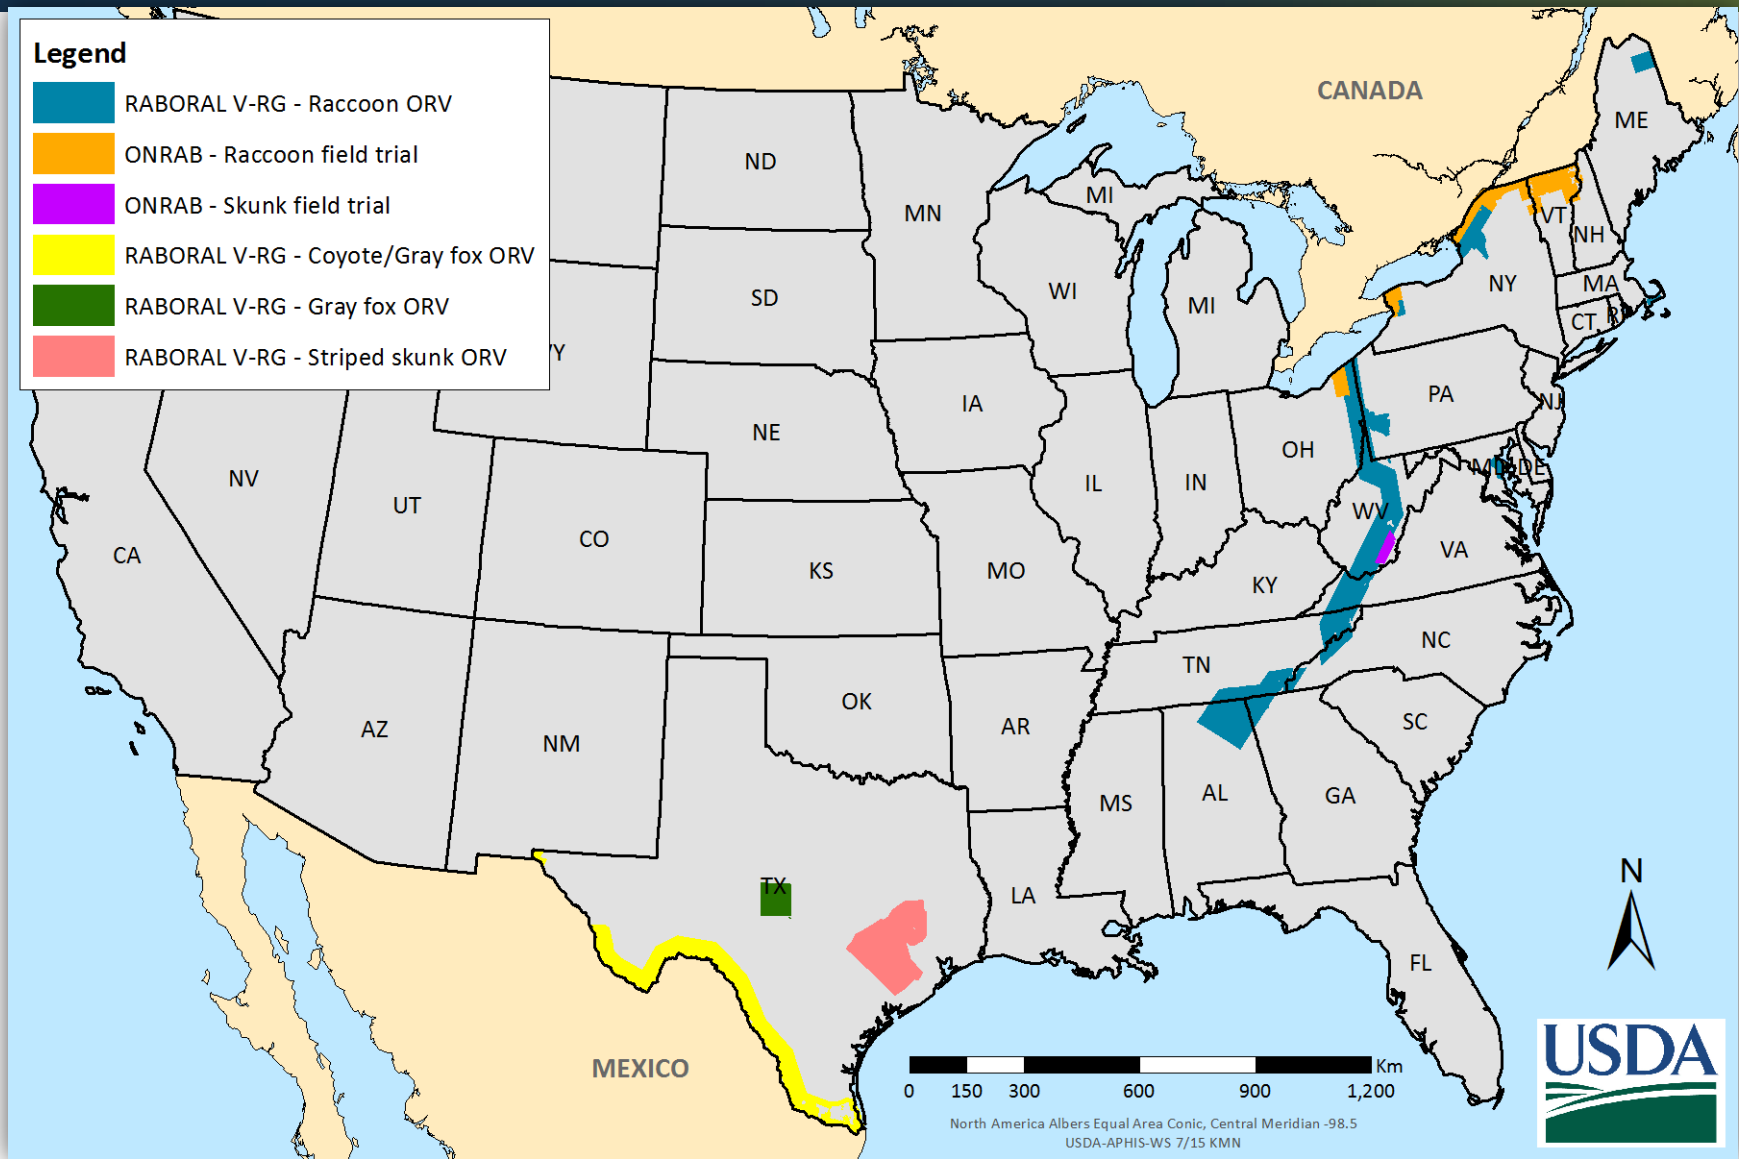 Legend
RABORAL V-RG - Raccoon ORV
ONRAB - Raccoon field trial
ONRAB - Skunk field trial
RABORAL V-RG - Coyote/Gray fox ORV
RABORAL V-RG - Gray fox ORV
RABORAL V-RG - Striped skunk ORV
CANADA
ME
ND
MN
MI
VT
NH
SD
WI
MI
NY
MA
CT
RI
WY
NE
IA
PA
NJ
NV
UT
CO
IL
IN
OH
MD
DE
WV
CA
KS
MO
KY
VA
AZ
NM
OK
AR
TN
NC
SC
MS
AL
GA
TX
LA
FL
N
MEXICO
Km
0 150 300 600 900 1,200
North America Albers Equal Area Conic, Central Meridian -98.5
USDA-APHIS-WS 7/15 KMN
USDA